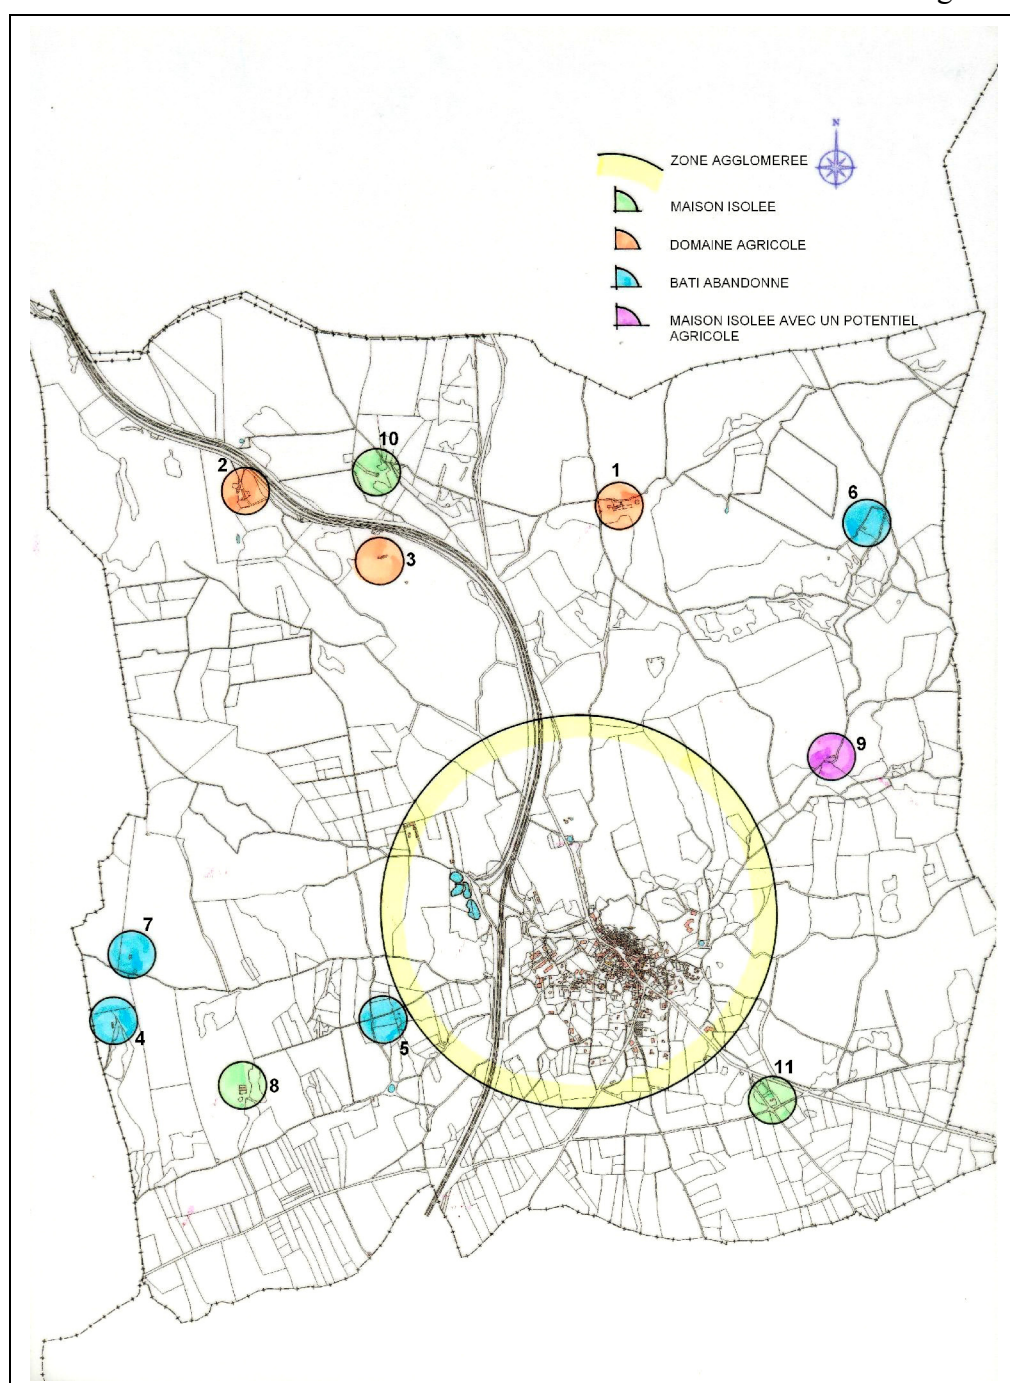 g
N
ZONE AGGLOMEREE
MAISON ISOLEE
DOMAINE AGRICOLE
BATI ABANDONNE
MAISON ISOLEE AVEC UN POTENTIEL
AGRICOLE
10
2
1
6
3
9
7
4
5
8
11